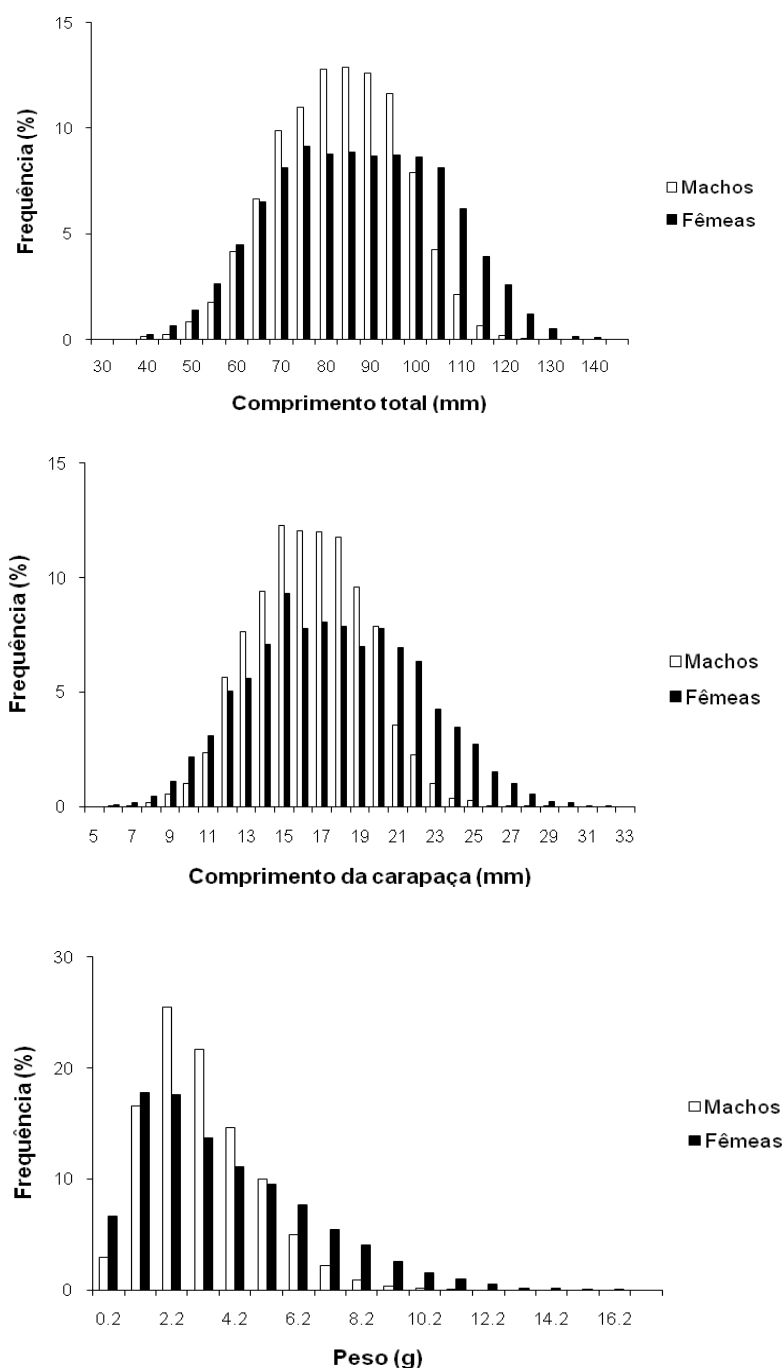 15
10
5
0
Frequência (%)
30 40 50 60 70 80 90 100 110 120 130 140
Comprimento total (mm)
Machos
Fêmeas
15
10
5
0
Frequência (%)
5 7 9 11 13 15 17 19 21 23 25 27 29 31 33
Comprimento da carapaça (mm)
Machos
Fêmeas
30
20
10
0
Frequência (%)
0.2 2.2 4.2 6.2 8.2 10.2 12.2 14.2 16.2
Peso (g)
Machos
Fêmeas